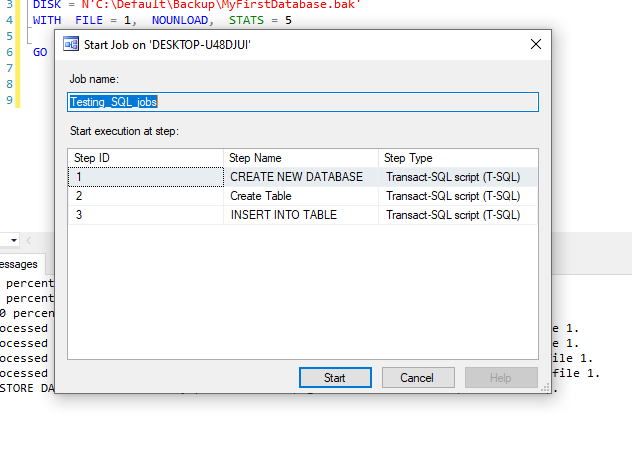 3 DISK = N'C:\Default\Backup\MyFirstDatabase.bak'
4 WITH FILE = 1, NOUNLOAD, STATS = 5
5
6 GO
7
8
9
Start Job on 'DESKTOP-U48DJUI'
Job name:
Testing_SQL_jobs
Start execution at step:
Step ID Step Name Step Type
1 CREATE NEW DATABASE Transact-SQL script (T-SQL)
2 Create Table Transact-SQL script (T-SQL)
3 INSERT INTO TABLE Transact-SQL script (T-SQL)
essages
percent
percent
0 percen
ocessed e 1.
ocessed e 1.
ocessed file 1.
ocessed file 1.
STORE DA .
Start Cancel Help